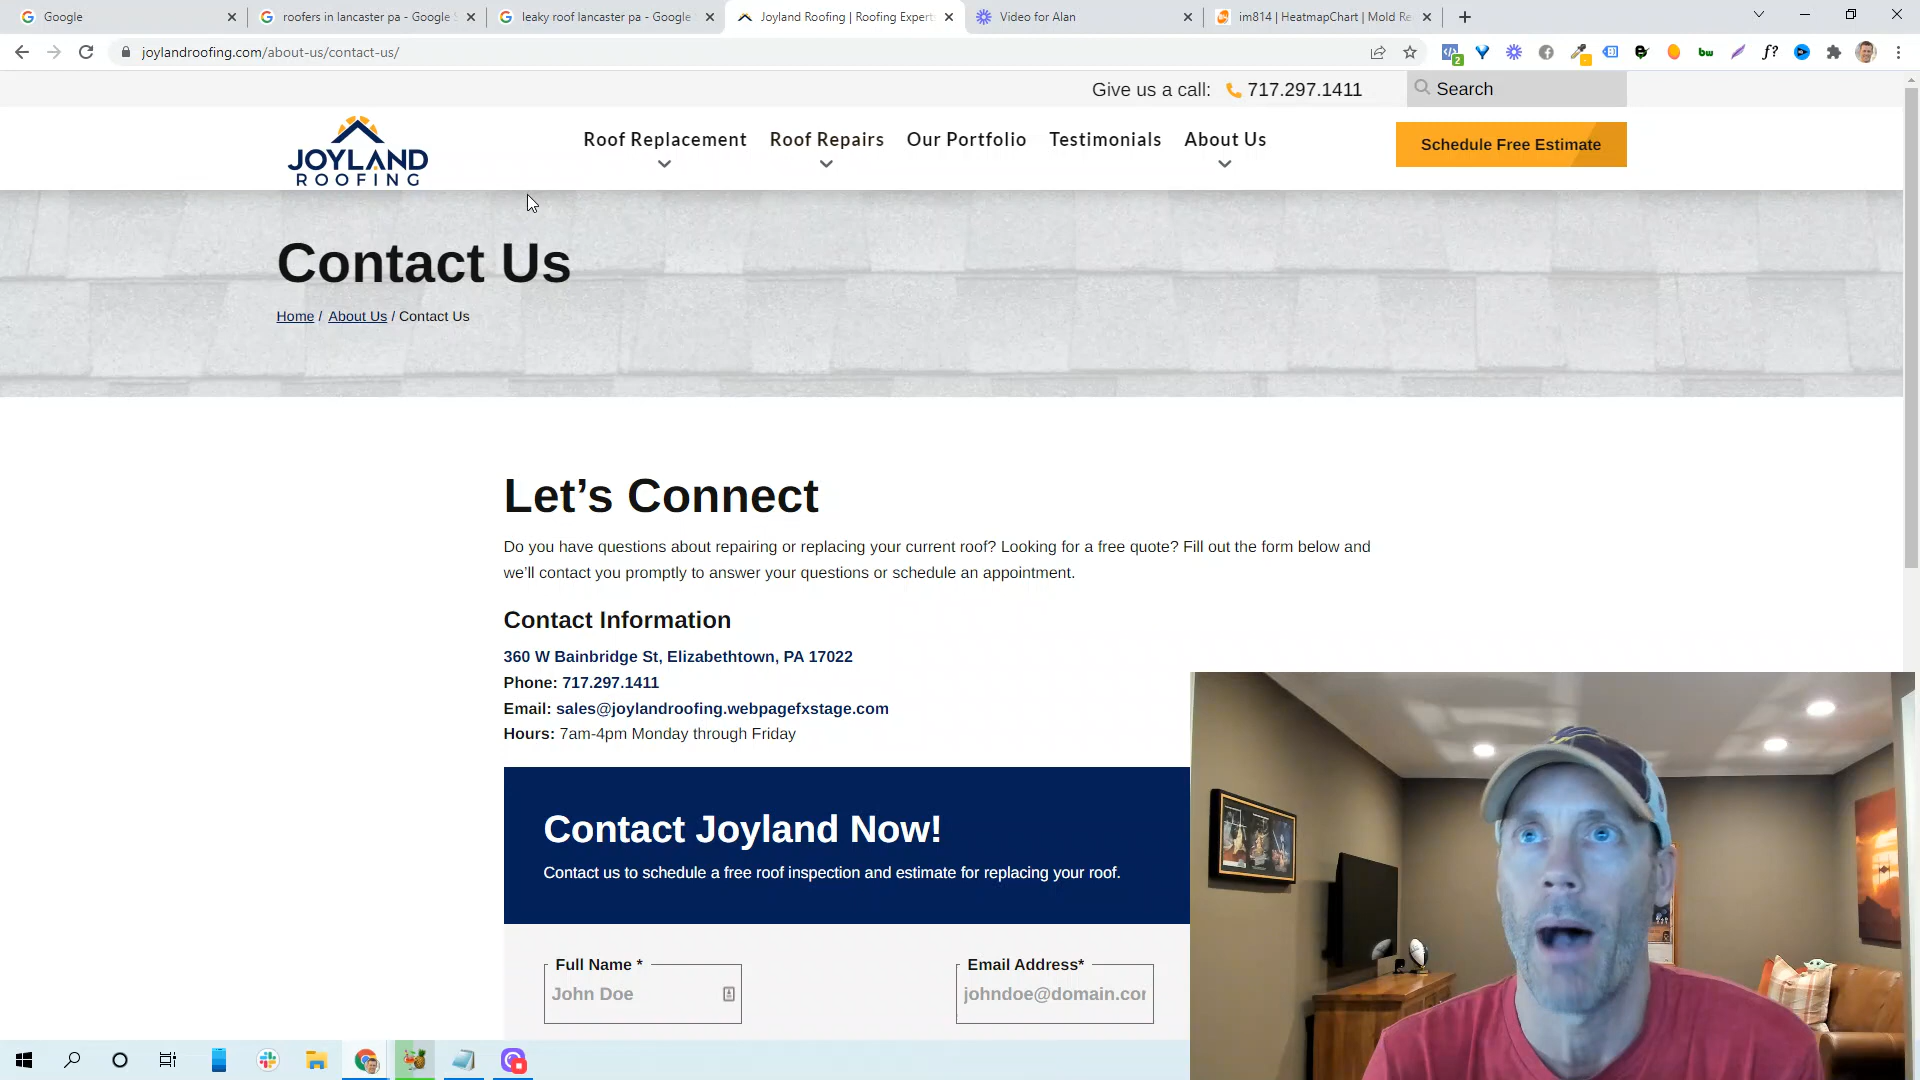 Google
roofers in lancaster pa - Google S
leaky roof lancaster pa - Google
Joyland Roofing | Roofing Expert
Video for Alan
im814 | HeatmapChart | Mold Re
joylandroofing.com/about-us/contact-us/
Give us a call: 717.297.1411
Search
JOYLAND
ROOFING
Roof Replacement
Roof Repairs
Our Portfolio
Testimonials
About Us
Schedule Free Estimate
Contact Us
Home / About Us / Contact Us
Let’s Connect
Do you have questions about repairing or replacing your current roof? Looking for a free quote? Fill out the form below and
we’ll contact you promptly to answer your questions or schedule an appointment.
Contact Information
360 W Bainbridge St, Elizabethtown, PA 17022
Phone: 717.297.1411
Email: sales@joylandroofing.webpagefxstage.com
Hours: 7am-4pm Monday through Friday
Contact Joyland Now!
Contact us to schedule a free roof inspection and estimate for replacing your roof.
Full Name *
John Doe
Email Address*
johndoe@domain.cor